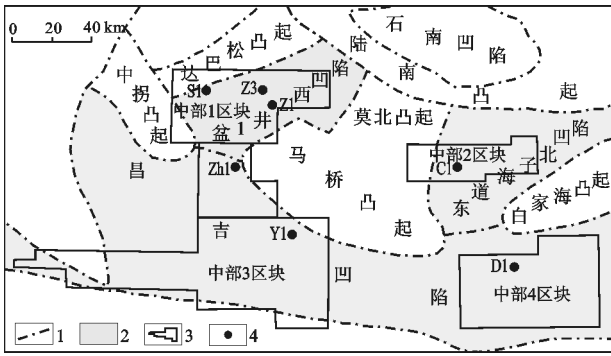 0 20 40 km
石南凹陷
陆南凸起
达巴松凸起
中拐凸起
盆1井西凹陷
S1
Z3
Z1
中部1区块
莫北凸起
马桥凸起
Zh1
中部2区块
C1
东道海子北凹陷
白家海凸起
昌吉凹陷
Y1
中部3区块
D1
中部4区块
1 2 3 4